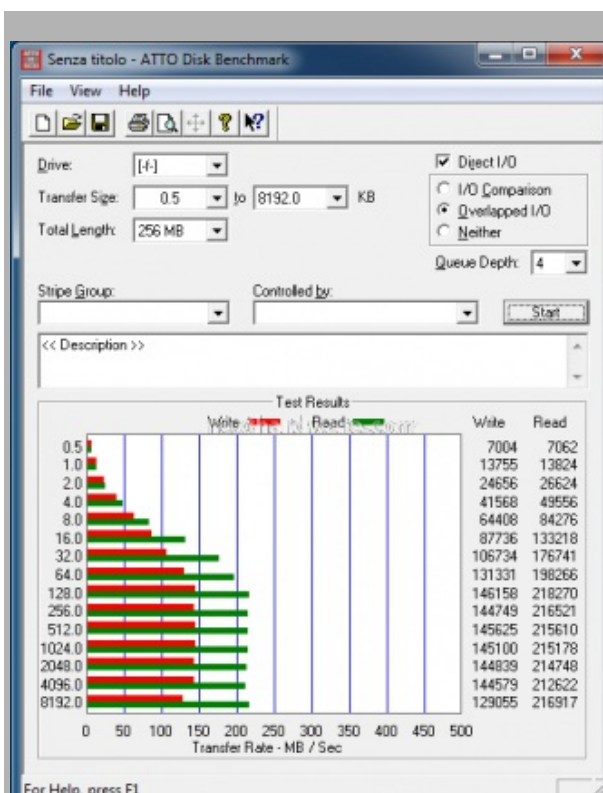 Senza titolo - ATTO Disk Benchmark
File View Help
Drive: [-f-] Direct I/O
Transfer Size: 0.5 to 8192.0 KB I/O Comparison
Overlapped I/O
Total Length: 256 MB Neither
Queue Depth: 4
Stripe Group: Controlled by:
Start
<< Description >>
Test Results
Write Read Write Read
0.5 7004 7062
1.0 13755 13824
2.0 24656 26624
4.0 41568 49556
8.0 64408 84276
16.0 87736 133218
32.0 106734 176741
64.0 131331 198266
128.0 146158 218270
256.0 144749 216521
512.0 145625 215610
1024.0 145100 215178
2048.0 144839 214748
4096.0 144579 212622
8192.0 129055 216917
0 50 100 150 200 250 300 350 400 450 500
Transfer Rate - MB / Sec
For Help, press F1